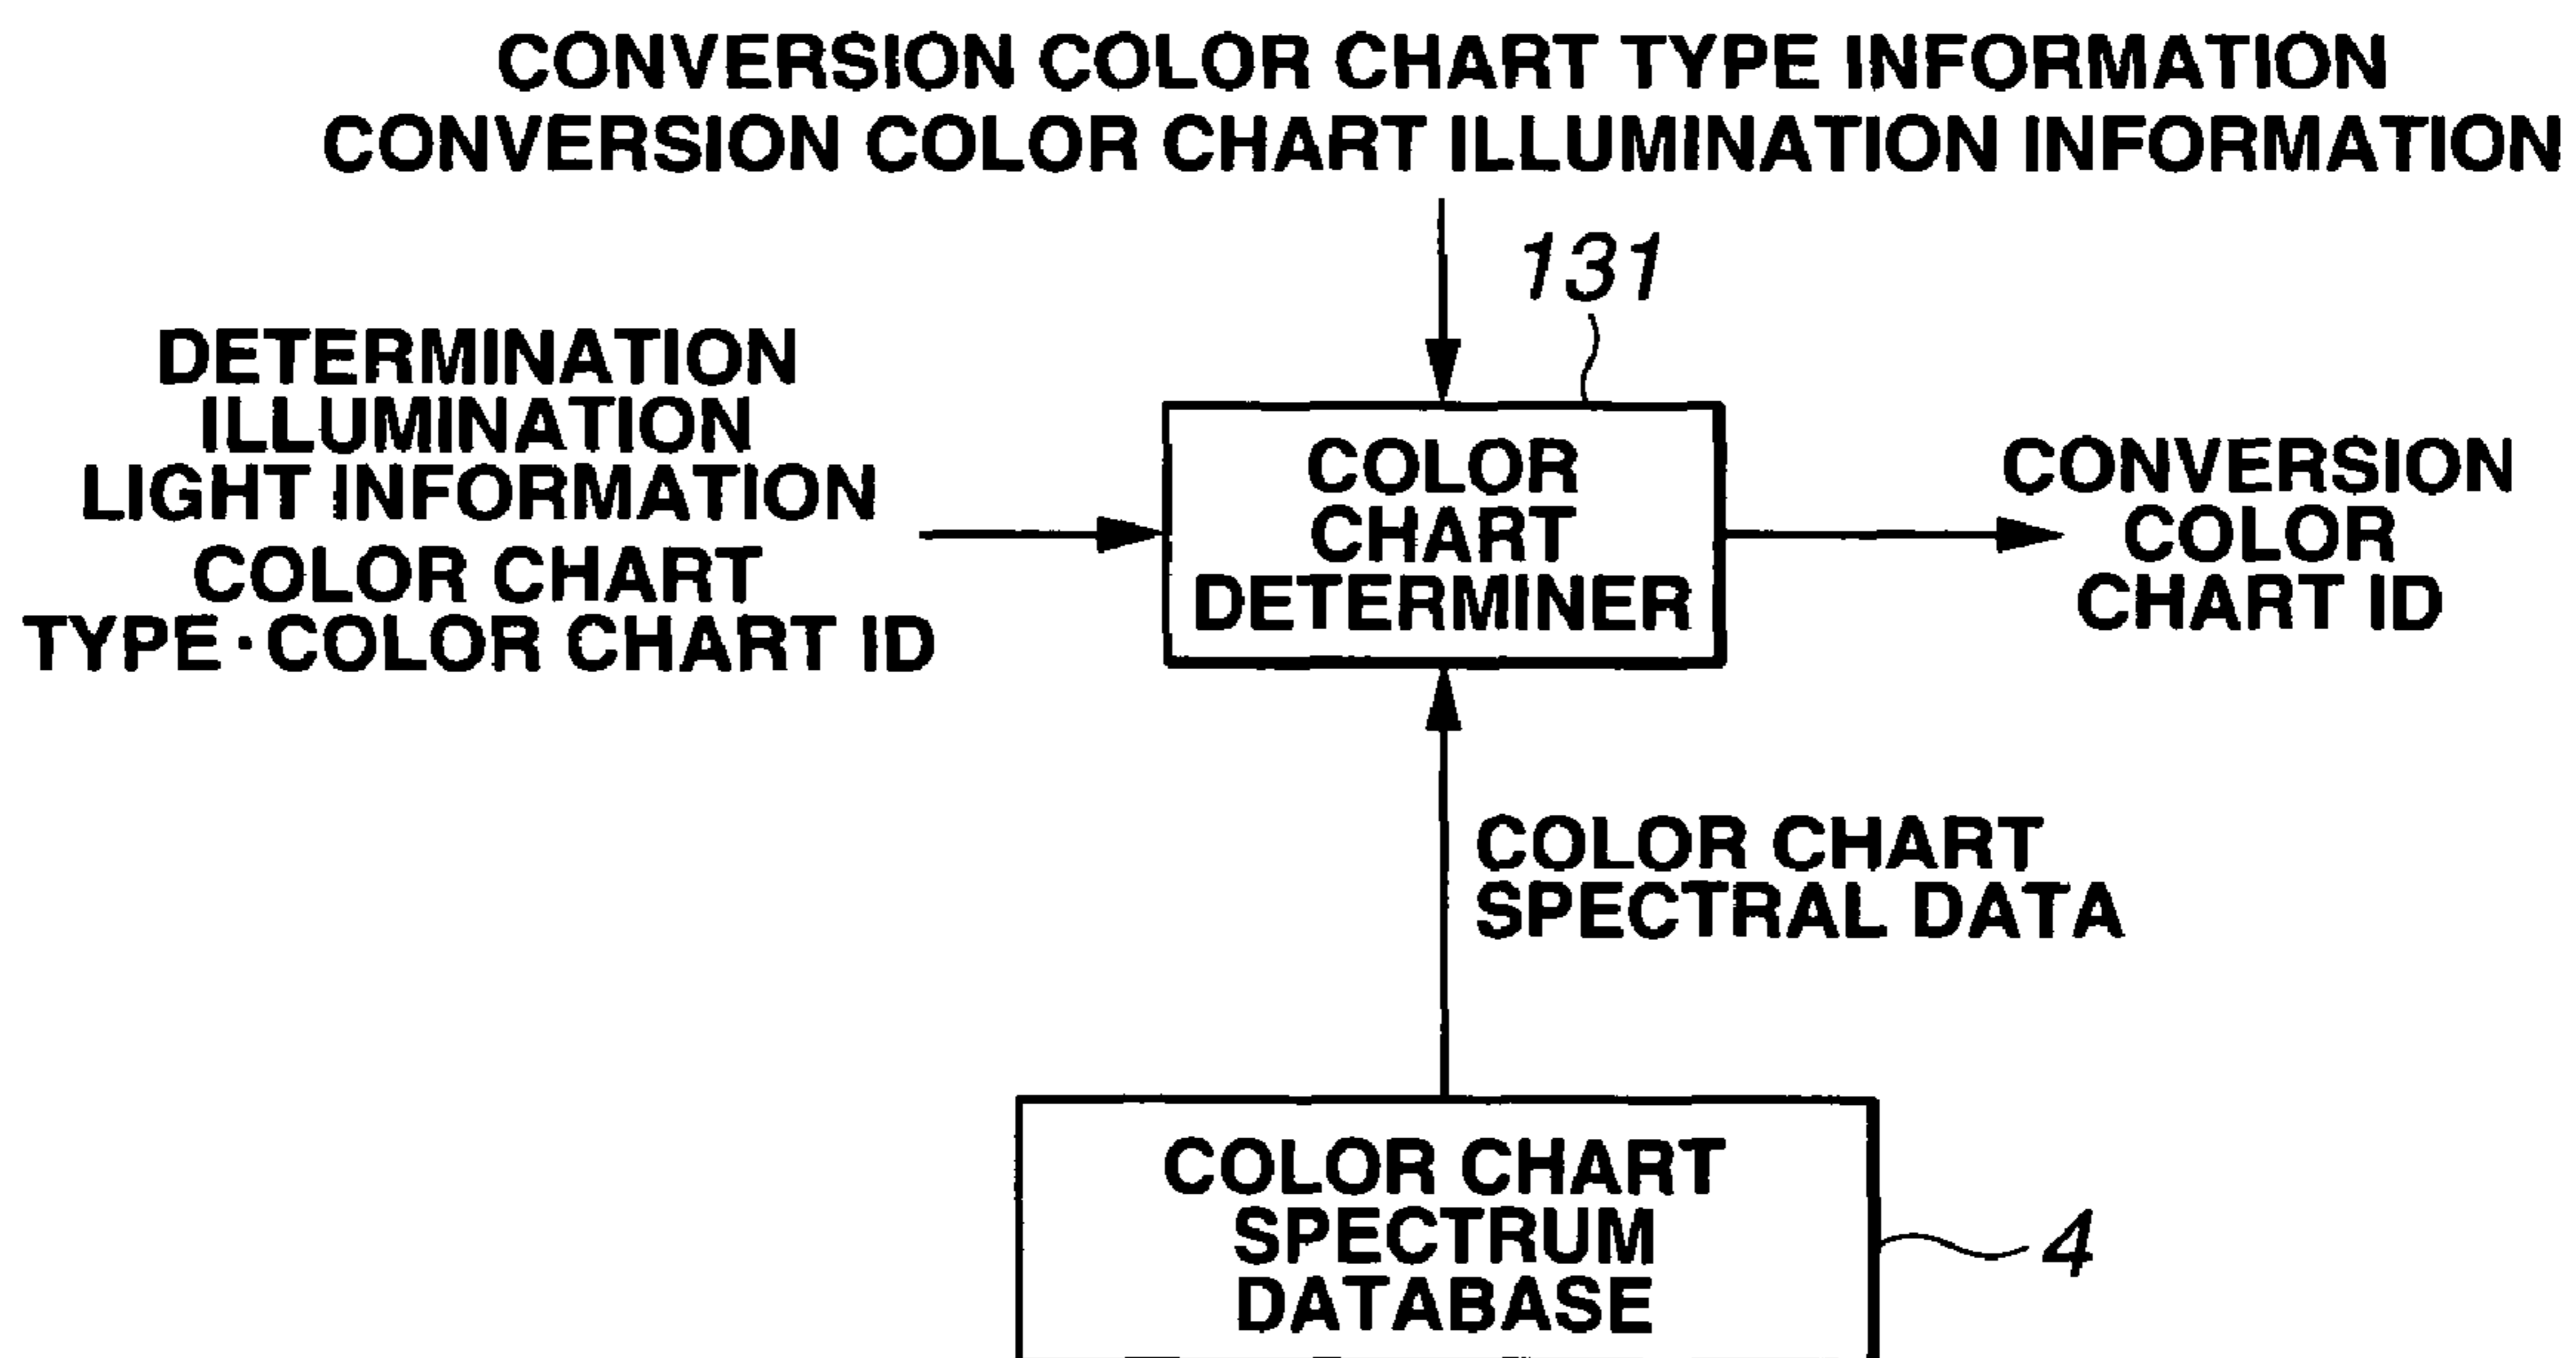 CONVERSION COLOR CHART TYPE INFORMATION
CONVERSION COLOR CHART ILLUMINATION INFORMATION
131
DETERMINATION
ILLUMINATION
LIGHT INFORMATION
COLOR CHART
TYPE·COLOR CHART ID
COLOR
CHART
DETERMINER
CONVERSION
COLOR
CHART ID
COLOR CHART
SPECTRAL DATA
COLOR CHART
SPECTRUM
DATABASE
4